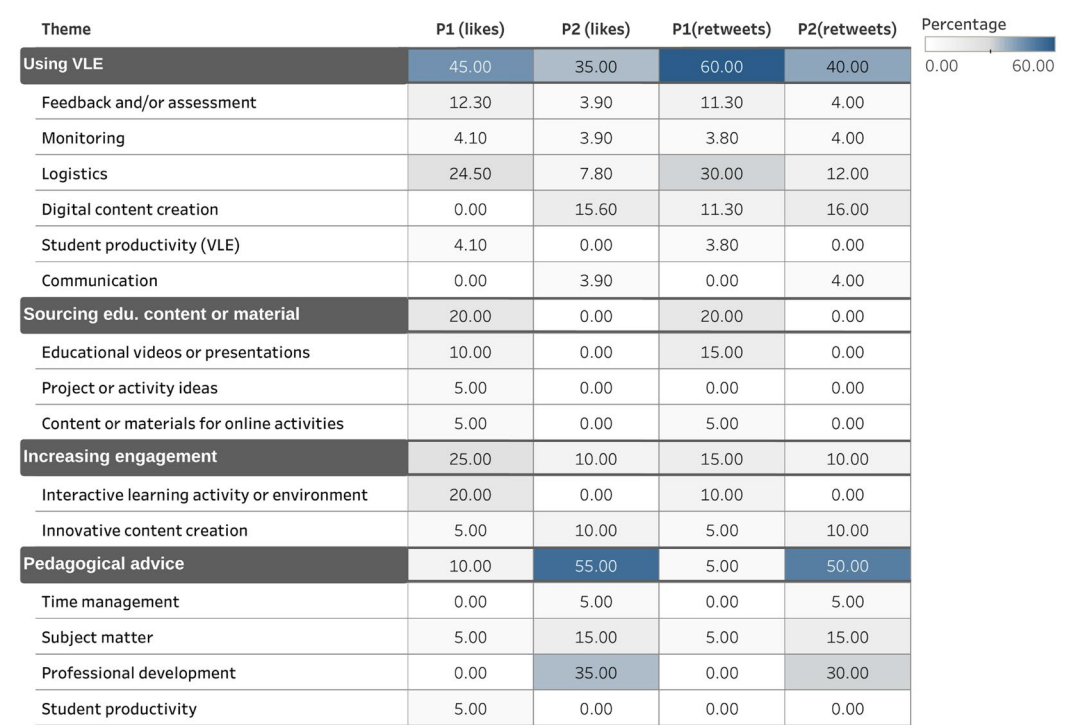 Theme P1 (likes) P2 (likes) P1(retweets) P2(retweets) Percentage
0.00 60.00
Using VLE 45.00 35.00 60.00 40.00
Feedback and/or assessment 12.30 3.90 11.30 4.00
Monitoring 4.10 3.90 3.80 4.00
Logistics 24.50 7.80 30.00 12.00
Digital content creation 0.00 15.60 11.30 16.00
Student productivity (VLE) 4.10 0.00 3.80 0.00
Communication 0.00 3.90 0.00 4.00
Sourcing edu. content or material 20.00 0.00 20.00 0.00
Educational videos or presentations 10.00 0.00 15.00 0.00
Project or activity ideas 5.00 0.00 0.00 0.00
Content or materials for online activities 5.00 0.00 5.00 0.00
Increasing engagement 25.00 10.00 15.00 10.00
Interactive learning activity or environment 20.00 0.00 10.00 0.00
Innovative content creation 5.00 10.00 5.00 10.00
Pedagogical advice 10.00 55.00 5.00 50.00
Time management 0.00 5.00 0.00 5.00
Subject matter 5.00 15.00 5.00 15.00
Professional development 0.00 35.00 0.00 30.00
Student productivity 5.00 0.00 0.00 0.00